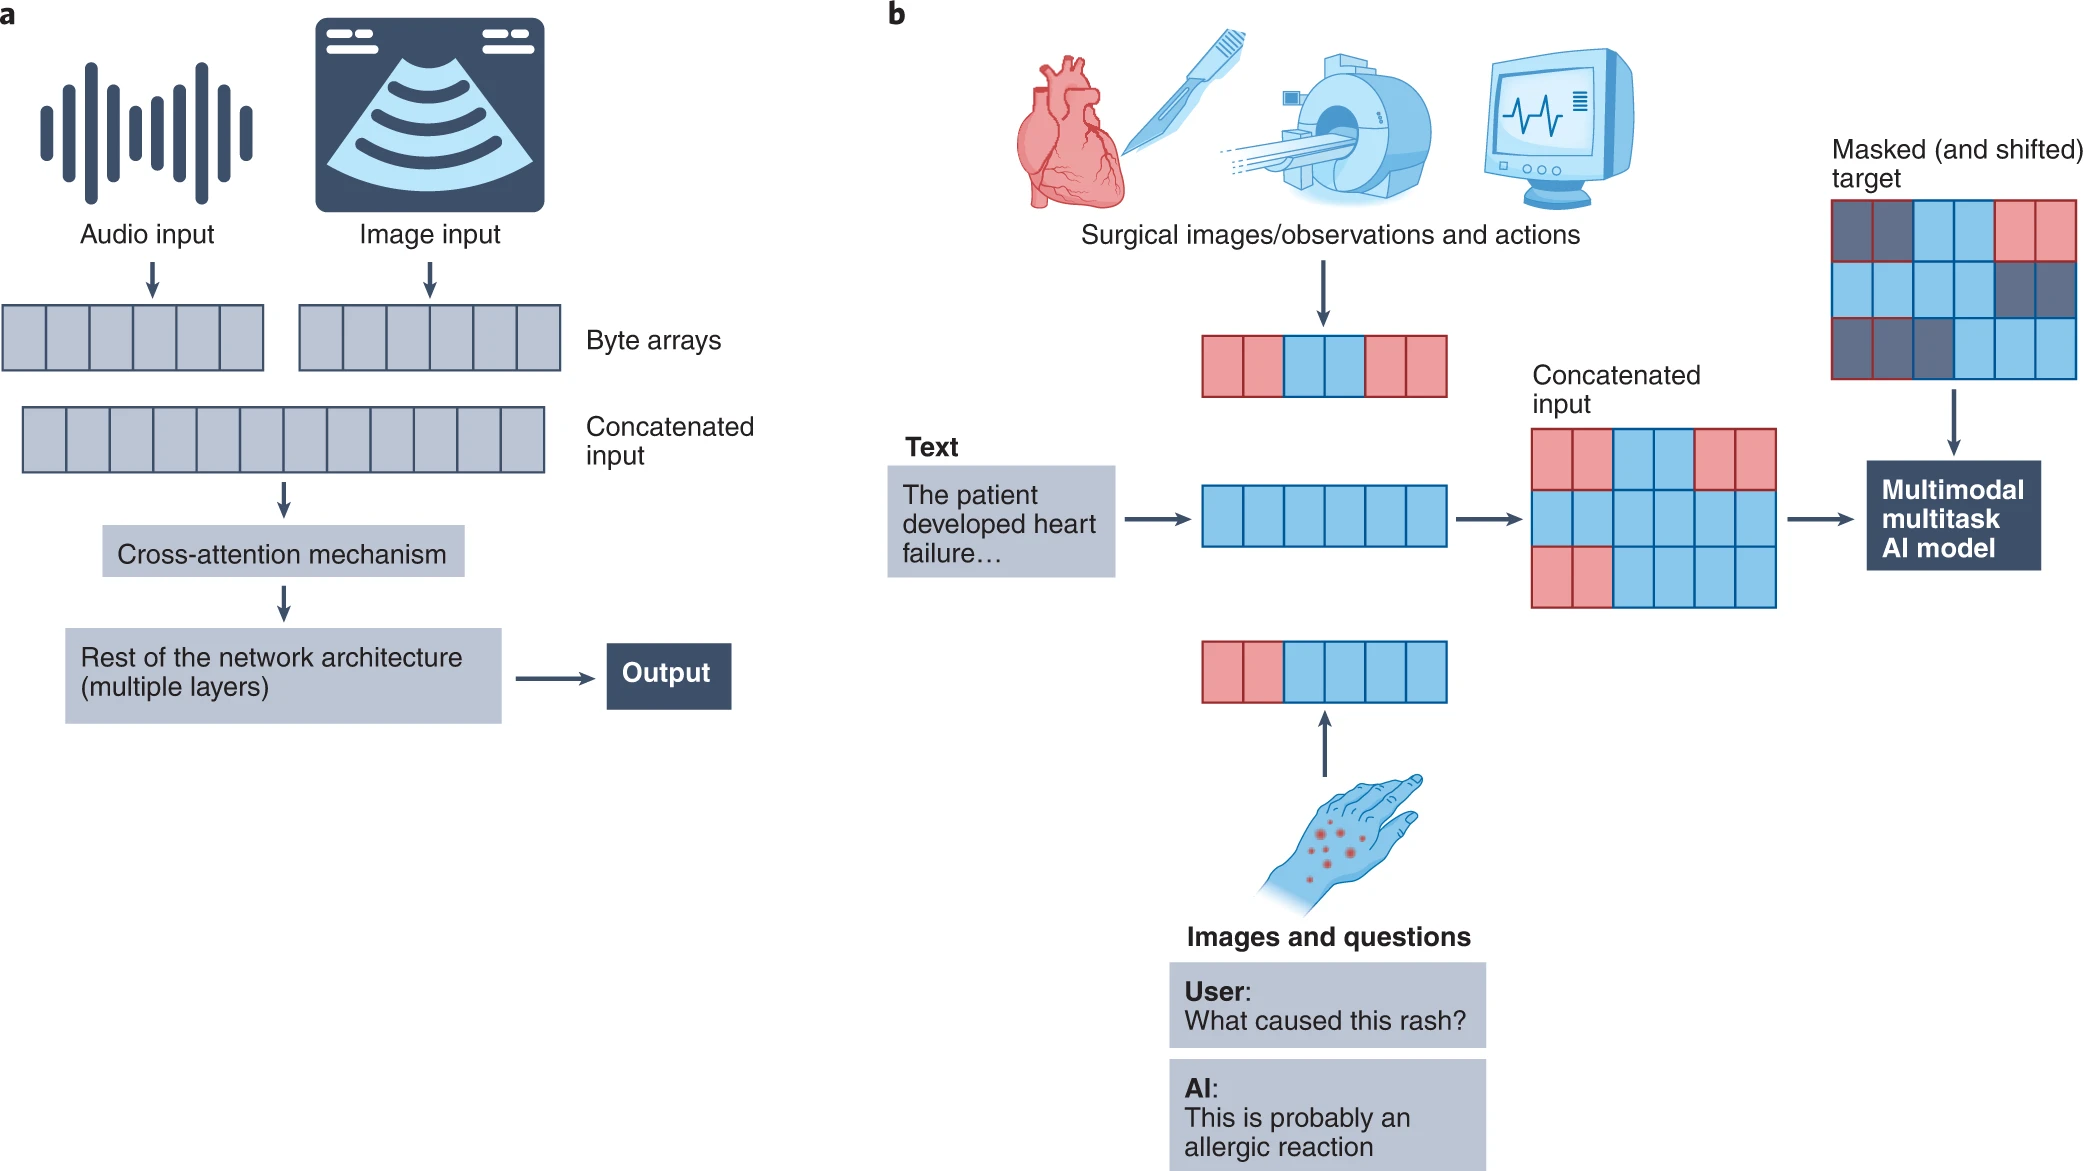 a
Audio input
Image input
Byte arrays
Concatenated
input
Cross-attention mechanism
Rest of the network architecture
(multiple layers)
Output
b
Surgical images/observations and actions
Text
The patient
developed heart
failure…
Concatenated
input
Masked (and shifted)
target
Multimodal
multitask
AI model
Images and questions
User:
What caused this rash?
AI:
This is probably an
allergic reaction